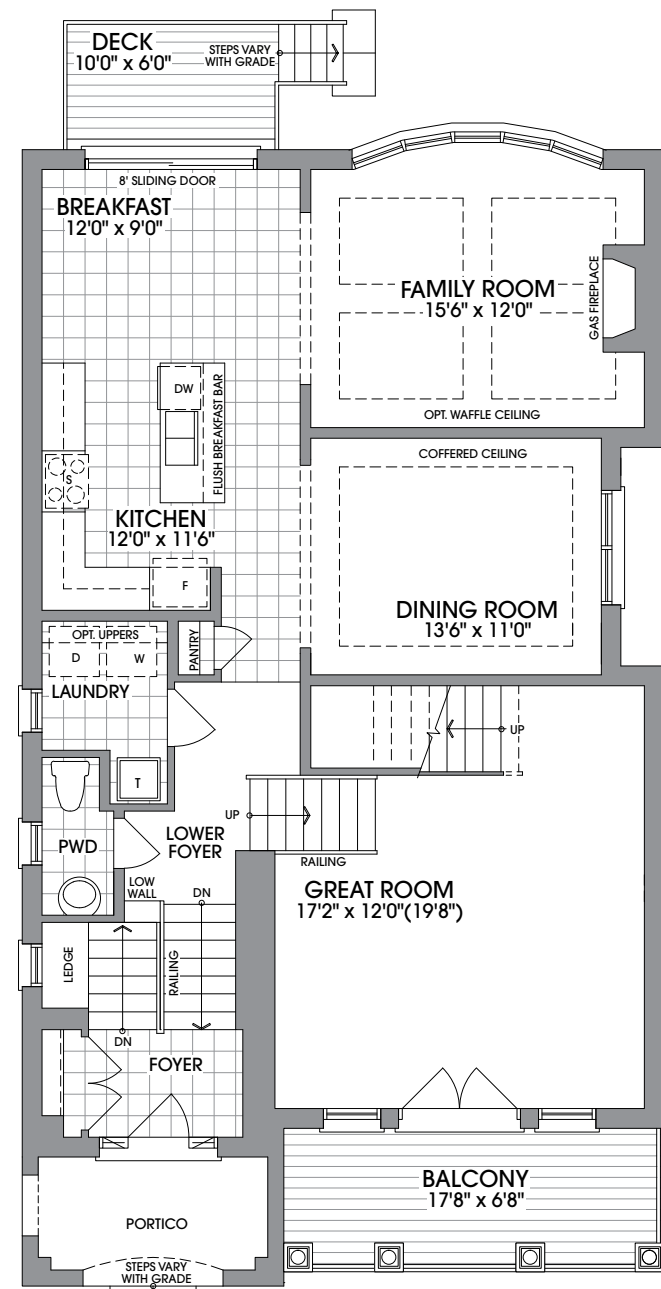 DECK
10'0" x 6'0"
STEPS VARY
WITH GRADE
8' SLIDING DOOR
BREAKFAST
12'0" x 9'0"
FAMILY ROOM
15'6" x 12'0"
GAS FIREPLACE
OPT. WAFFLE CEILING
DW
FLUSH BREAKFAST BAR
S
KITCHEN
12'0" x 11'6"
F
COFFERED CEILING
DINING ROOM
13'6" x 11'0"
OPT. UPPERS
D
W
LAUNDRY
PANTRY
T
UP
UP
RAILING
PWD
LOWER
FOYER
LOW
WALL
DN
GREAT ROOM
17'2" x 12'0"(19'8")
LEDGE
RAILING
DN
FOYER
BALCONY
17'8" x 6'8"
PORTICO
STEPS VARY
WITH GRADE